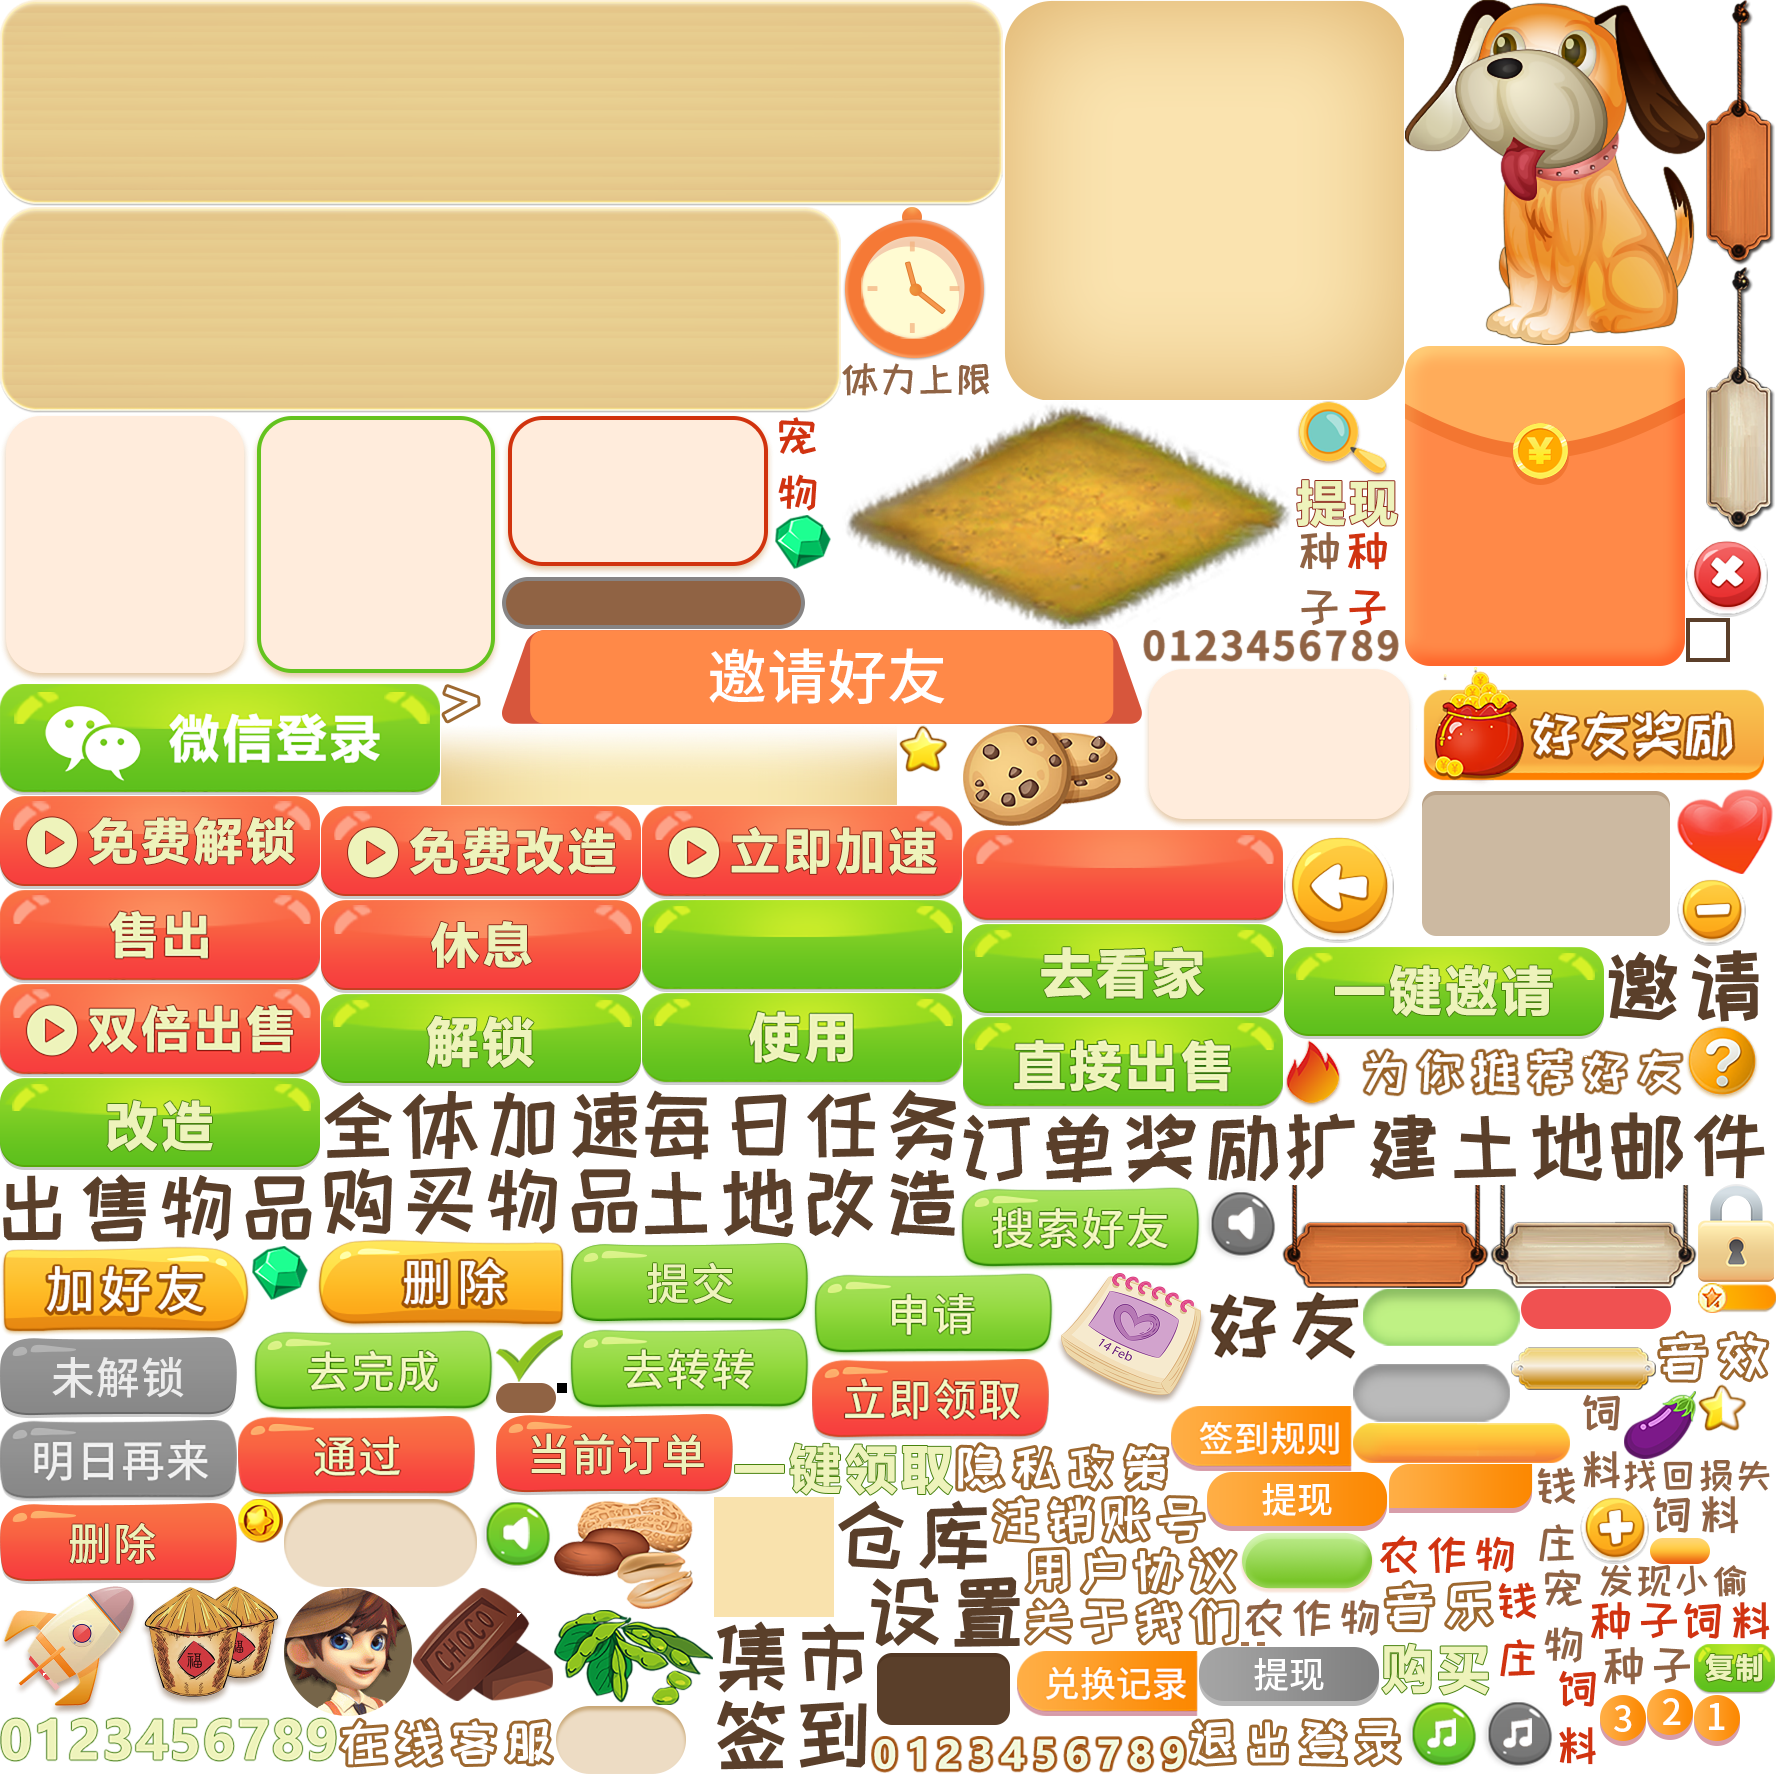 体力上限
宠物
提现
种子
种子
¥
0123456789
邀请好友
微信登录
>
好友奖励
免费解锁
免费改造
立即加速
售出
休息
去看家
一键邀请
邀请
双倍出售
解锁
使用
直接出售
为你推荐好友
?
改造
全体加速
每日任务
订单奖励
扩建土地
邮件
出售物品
购买物品
土地改造
搜索好友
加好友
删除
提交
申请
14 Feb
好友
未解锁
去完成
去转转
立即领取
音效
饲料
明日再来
通过
当前订单
一键领取
隐私政策
签到规则
找回损失
钱庄
删除
仓库
注销账号
提现
饲料
用户协议
农作物
发现小偷
设置
关于我们
农作物
音乐
钱庄
宠物
种子饲料
福
福
CHOCO
集市
兑换记录
提现
购买
种子
复制
饲料
3
2
1
0123456789
在线客服
签到
0123456789
退出登录